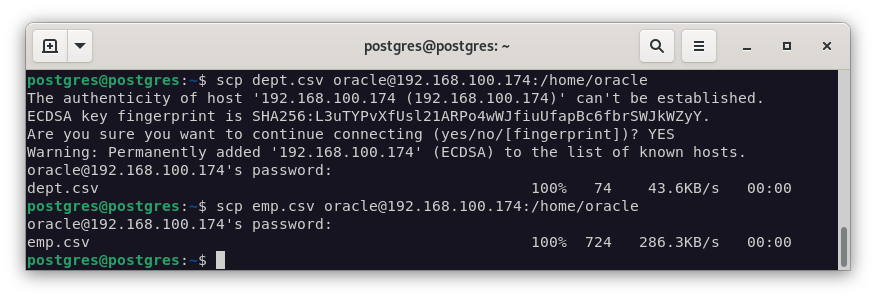 postgres@postgres: ~
postgres@postgres:~$ scp dept.csv oracle@192.168.100.174:/home/oracle
The authenticity of host '192.168.100.174 (192.168.100.174)' can't be established.
ECDSA key fingerprint is SHA256:L3uTYPvXfUsl21ARPo4wWJfiuUfapBc6fbrSWJkWZyY.
Are you sure you want to continue connecting (yes/no/[fingerprint])? YES
Warning: Permanently added '192.168.100.174' (ECDSA) to the list of known hosts.
oracle@192.168.100.174's password:
dept.csv 100% 74 43.6KB/s 00:00
postgres@postgres:~$ scp emp.csv oracle@192.168.100.174:/home/oracle
oracle@192.168.100.174's password:
emp.csv 100% 724 286.3KB/s 00:00
postgres@postgres:~$